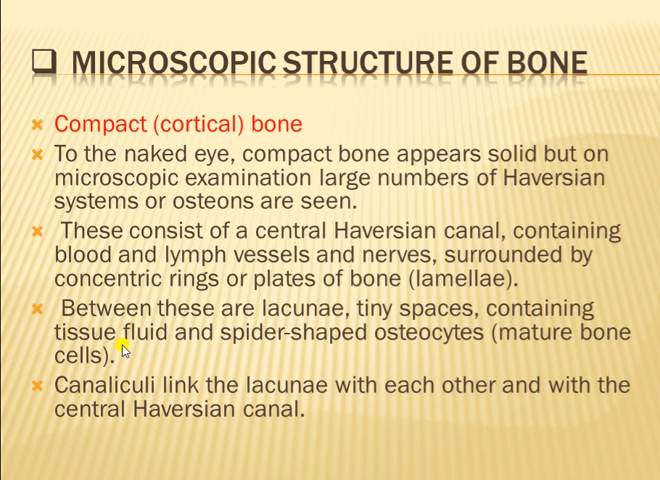 MICROSCOPIC STRUCTURE OF BONE
Compact (cortical) bone
To the naked eye, compact bone appears solid but on
microscopic examination large numbers of Haversian
systems or osteons are seen.
These consist of a central Haversian canal, containing
blood and lymph vessels and nerves, surrounded by
concentric rings or plates of bone (lamellae).
Between these are lacunae, tiny spaces, containing
tissue fluid and spider-shaped osteocytes (mature bone
cells).
Canaliculi link the lacunae with each other and with the
central Haversian canal.